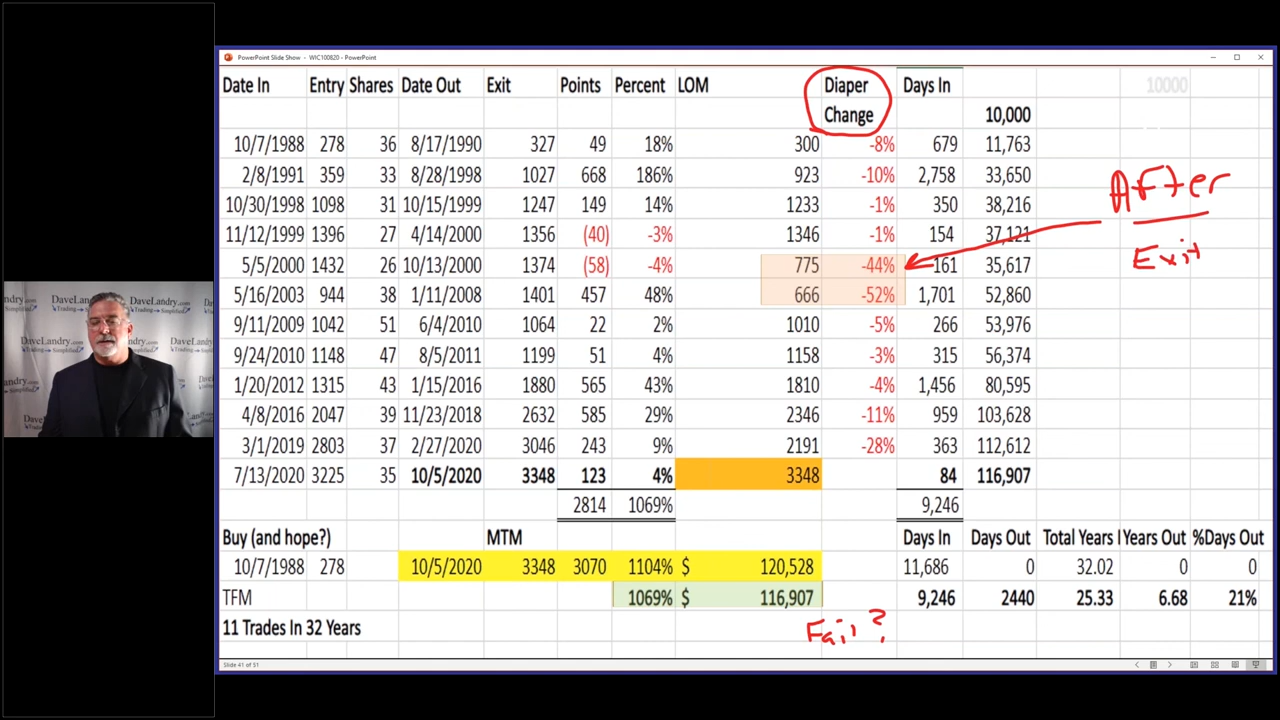 PowerPoint Slide Show - WIC100820 - PowerPoint
Date In Entry Shares Date Out Exit Points Percent LOM Diaper Days In 10000
Change 10,000
10/7/1988 278 36 8/17/1990 327 49 18% 300 -8% 679 11,763
2/8/1991 359 33 8/28/1998 1027 668 186% 923 -10% 2,758 33,650
10/30/1998 1098 31 10/15/1999 1247 149 14% 1233 -1% 350 38,216
11/12/1999 1396 27 4/14/2000 1356 (40) -3% 1346 -1% 154 37,121
5/5/2000 1432 26 10/13/2000 1374 (58) -4% 775 -44% 161 35,617
5/16/2003 944 38 1/11/2008 1401 457 48% 666 -52% 1,701 52,860
9/11/2009 1042 51 6/4/2010 1064 22 2% 1010 -5% 266 53,976
9/24/2010 1148 47 8/5/2011 1199 51 4% 1158 -3% 315 56,374
1/20/2012 1315 43 1/15/2016 1880 565 43% 1810 -4% 1,456 80,595
4/8/2016 2047 39 11/23/2018 2632 585 29% 2346 -11% 959 103,628
3/1/2019 2803 37 2/27/2020 3046 243 9% 2191 -28% 363 112,612
7/13/2020 3225 35 10/5/2020 3348 123 4% 3348 84 116,907
2814 1069% 9,246
Buy (and hope?) MTM Days In Days Out Total Years Years Out %Days Out
10/7/1988 278 10/5/2020 3348 3070 1104% $ 120,528 11,686 0 32.02 0 0
TFM 1069% $ 116,907 9,246 2440 25.33 6.68 21%
11 Trades In 32 Years
After
Exit
Fail?
Slide 41 of 51
DaveLandry.com
Trading Simplified